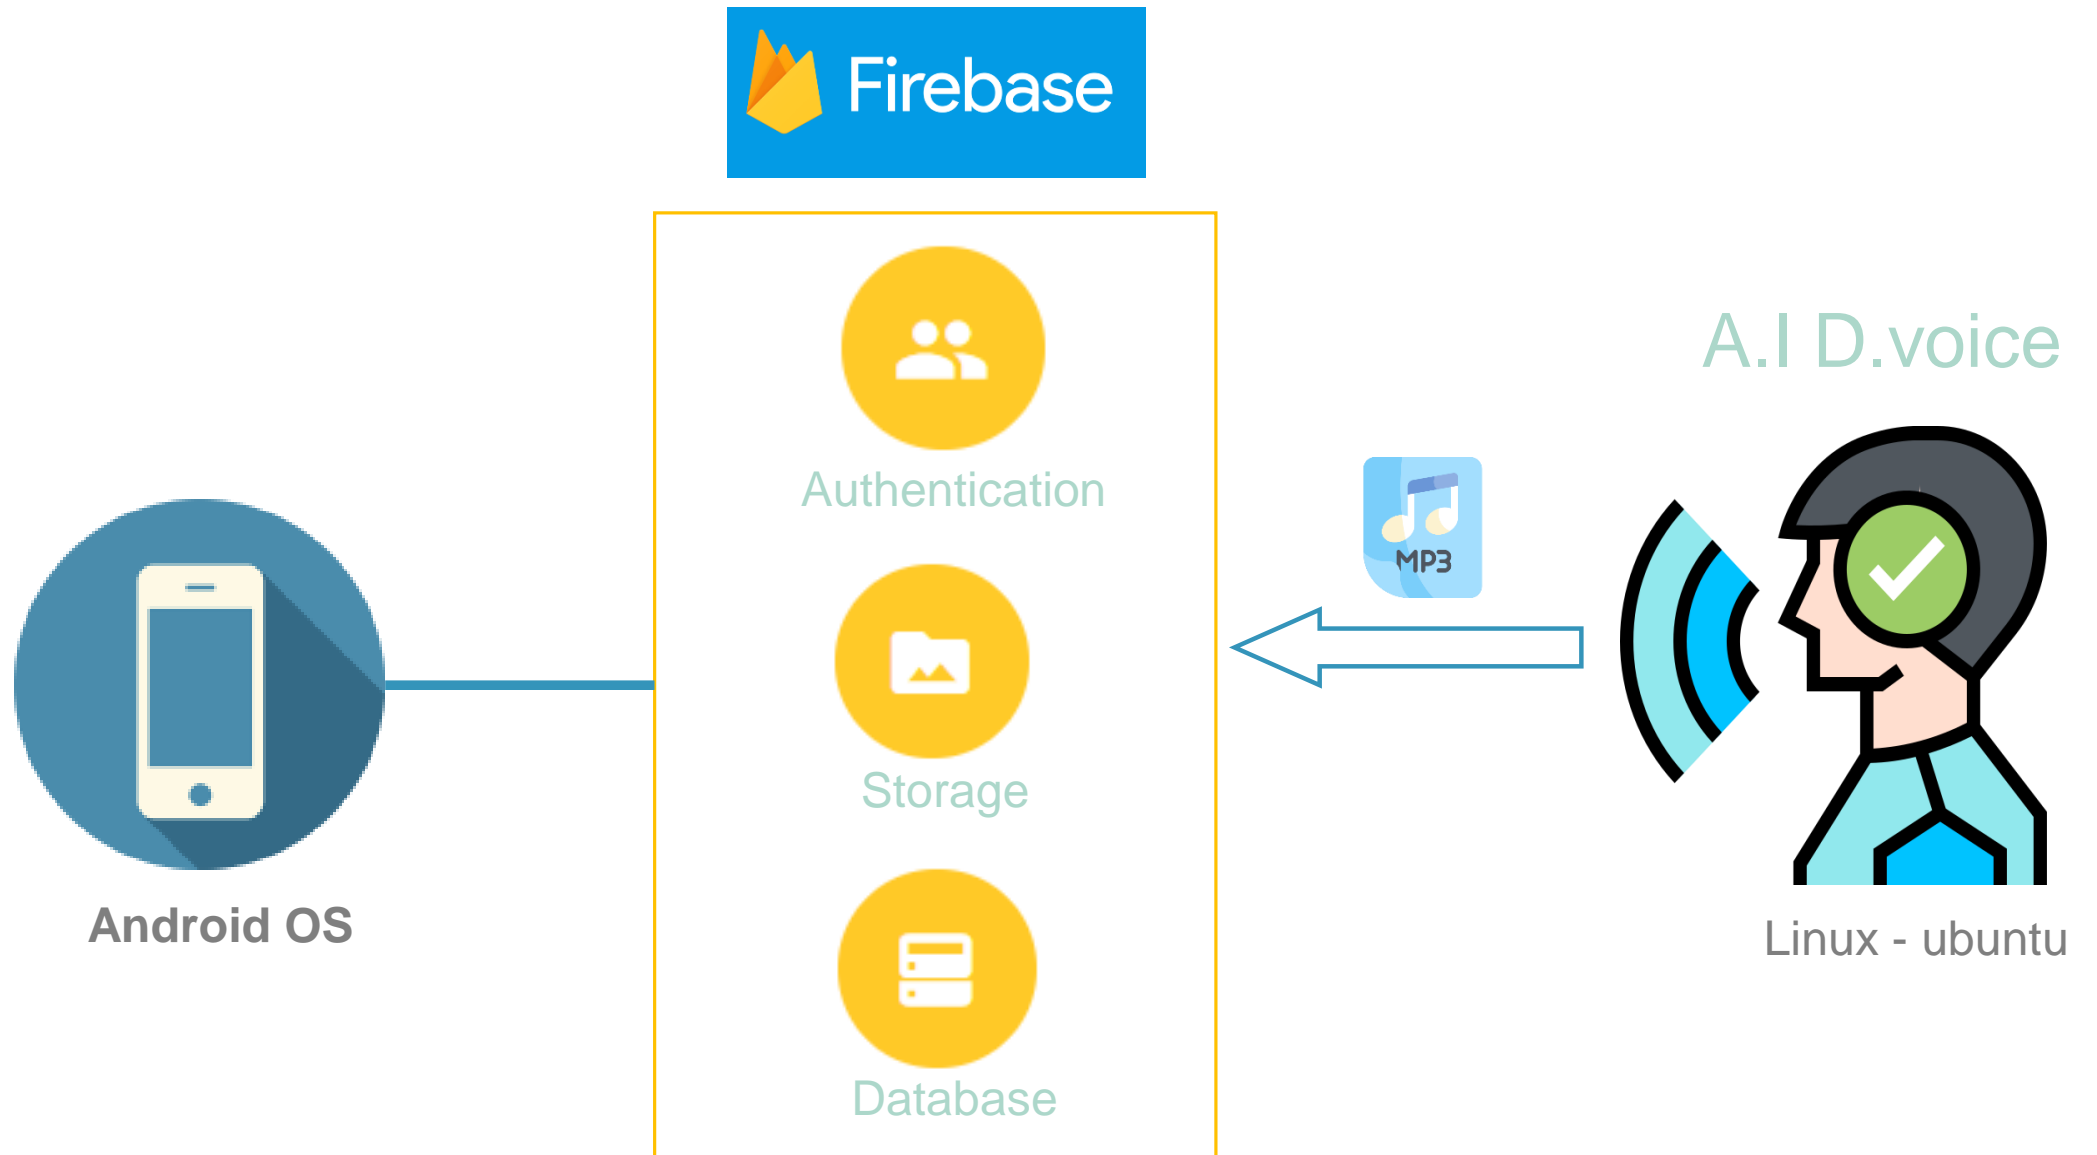 Firebase
A.I D.voice
Authentication
MP3
Storage
Android OS
Linux - ubuntu
Database